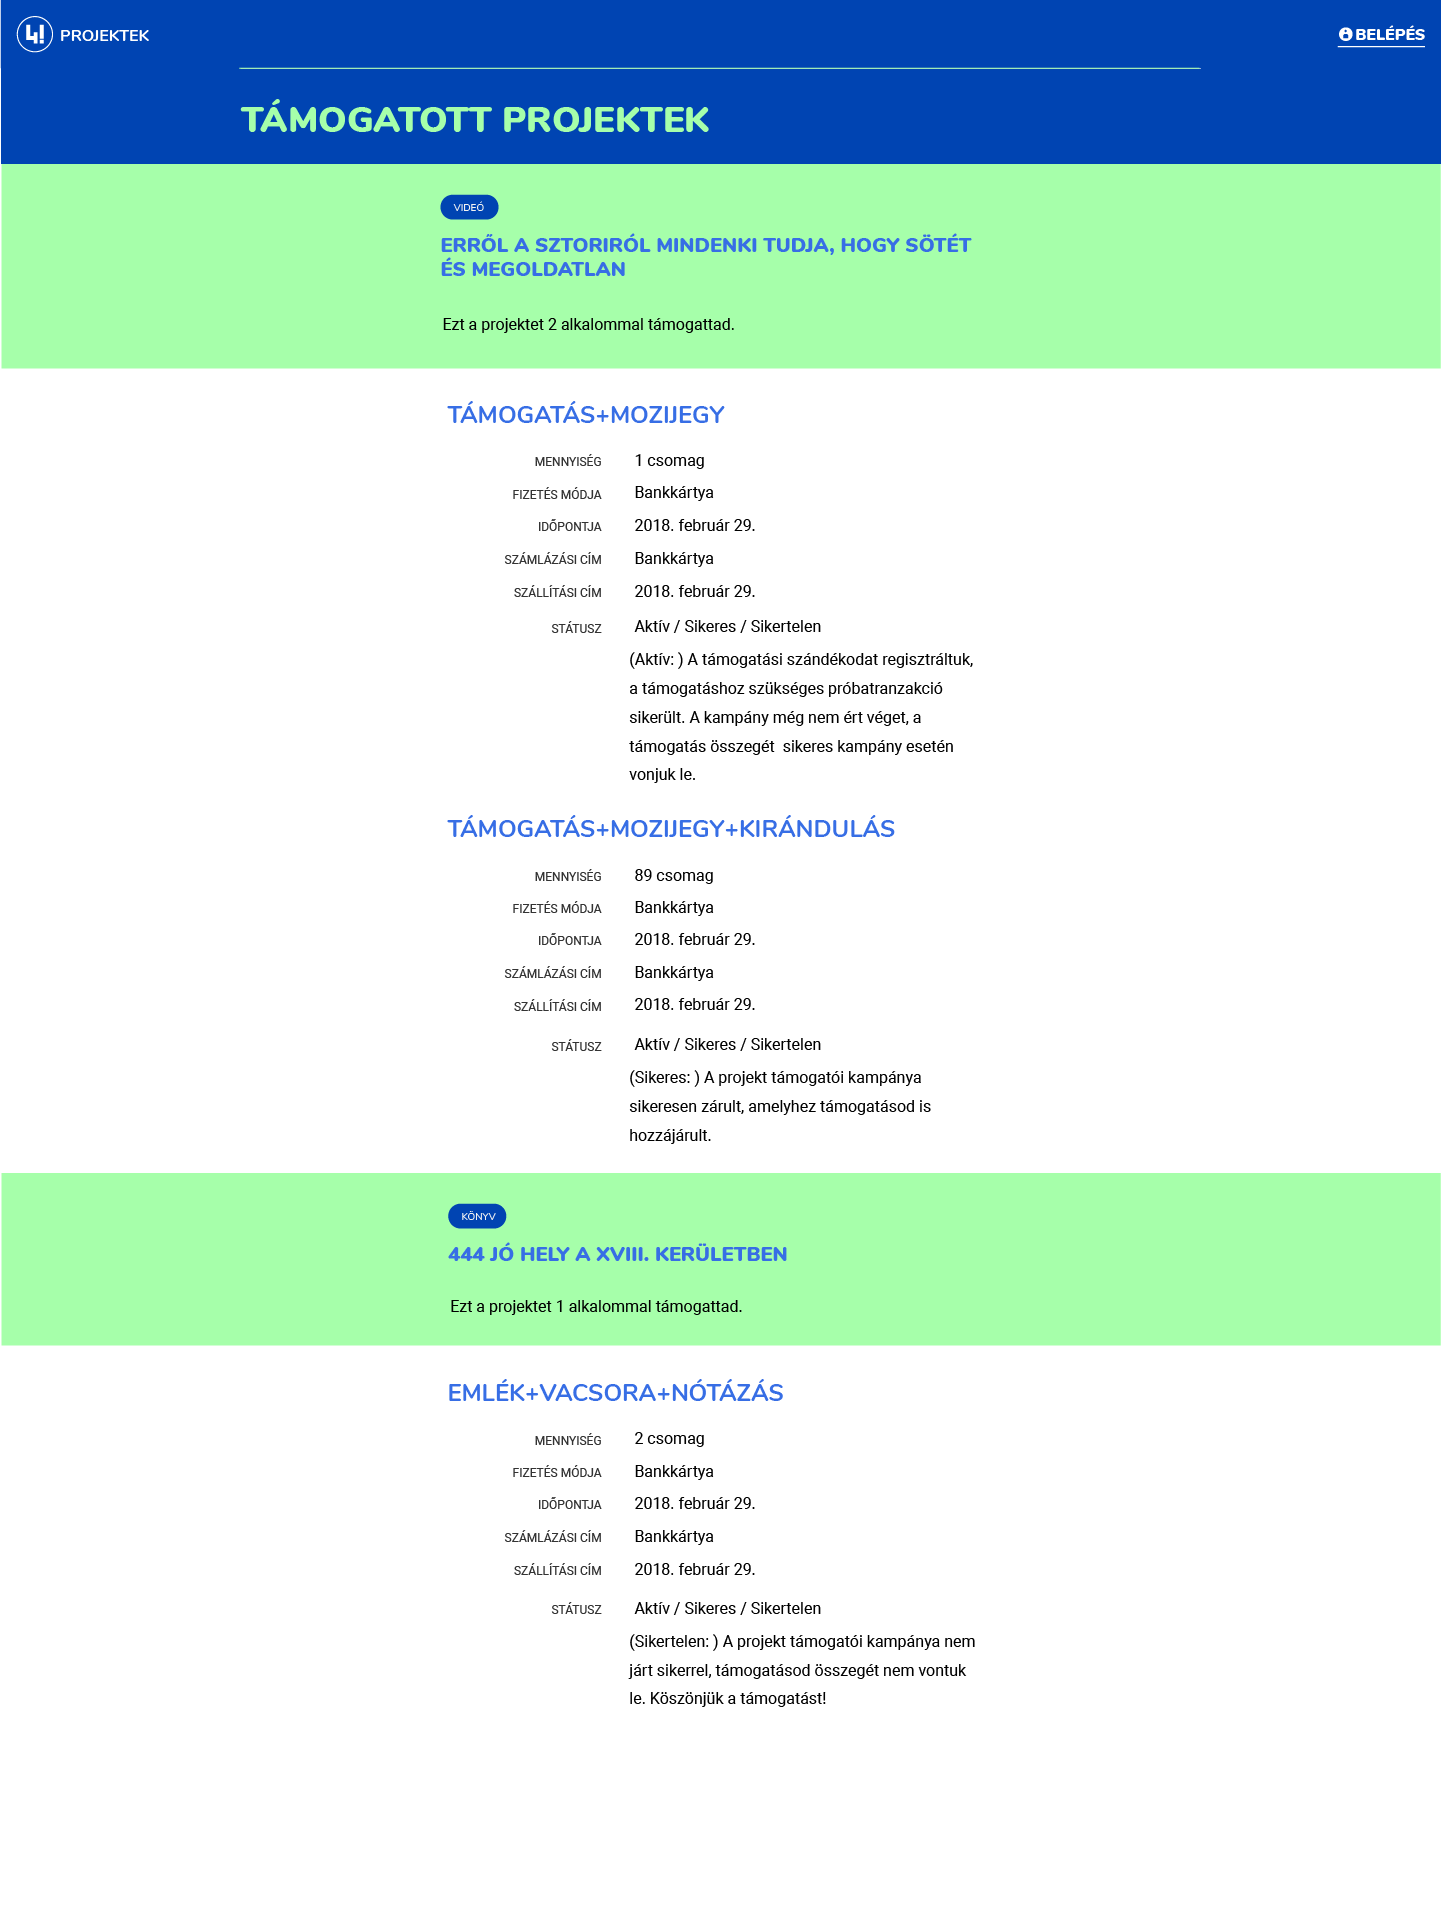 4! PROJEKTEK
BELÉPÉS
TÁMOGATOTT PROJEKTEK
VIDEÓ
ERRŐL A SZTORIRÓL MINDENKI TUDJA, HOGY SÖTÉT
ÉS MEGOLDATLAN
Ezt a projektet 2 alkalommal támogattad.
TÁMOGATÁS+MOZIJEGY
MENNYISÉG 1 csomag
FIZETÉS MÓDJA Bankkártya
IDŐPONTJA 2018. február 29.
SZÁMLÁZÁSI CÍM Bankkártya
SZÁLLÍTÁSI CÍM 2018. február 29.
STÁTUSZ Aktív / Sikeres / Sikertelen
(Aktív: ) A támogatási szándékodat regisztráltuk,
a támogatáshoz szükséges próbatranzakció
sikerült. A kampány még nem ért véget, a
támogatás összegét  sikeres kampány esetén
vonjuk le.
TÁMOGATÁS+MOZIJEGY+KIRÁNDULÁS
MENNYISÉG 89 csomag
FIZETÉS MÓDJA Bankkártya
IDŐPONTJA 2018. február 29.
SZÁMLÁZÁSI CÍM Bankkártya
SZÁLLÍTÁSI CÍM 2018. február 29.
STÁTUSZ Aktív / Sikeres / Sikertelen
(Sikeres: ) A projekt támogatói kampánya
sikeresen zárult, amelyhez támogatásod is
hozzájárult.
KÖNYV
444 JÓ HELY A XVIII. KERÜLETBEN
Ezt a projektet 1 alkalommal támogattad.
EMLÉK+VACSORA+NÓTÁZÁS
MENNYISÉG 2 csomag
FIZETÉS MÓDJA Bankkártya
IDŐPONTJA 2018. február 29.
SZÁMLÁZÁSI CÍM Bankkártya
SZÁLLÍTÁSI CÍM 2018. február 29.
STÁTUSZ Aktív / Sikeres / Sikertelen
(Sikertelen: ) A projekt támogatói kampánya nem
járt sikerrel, támogatásod összegét nem vontuk
le. Köszönjük a támogatást!